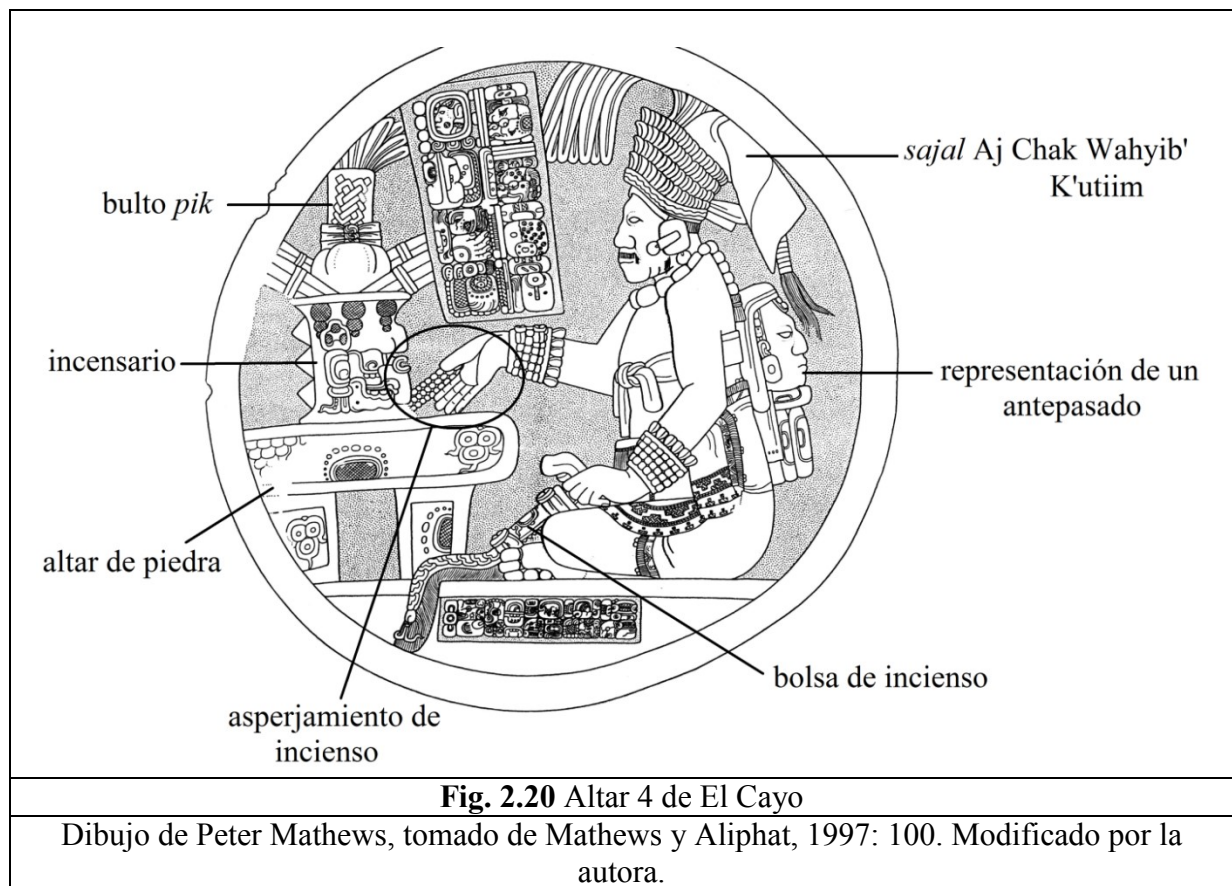 bulto pik
sajal Aj Chak Wahyib'
K'utiim
incensario
representación de un
antepasado
altar de piedra
bolsa de incienso
asperjamiento de
incienso
Fig. 2.20 Altar 4 de El Cayo
Dibujo de Peter Mathews, tomado de Mathews y Aliphat, 1997: 100. Modificado por la
autora.